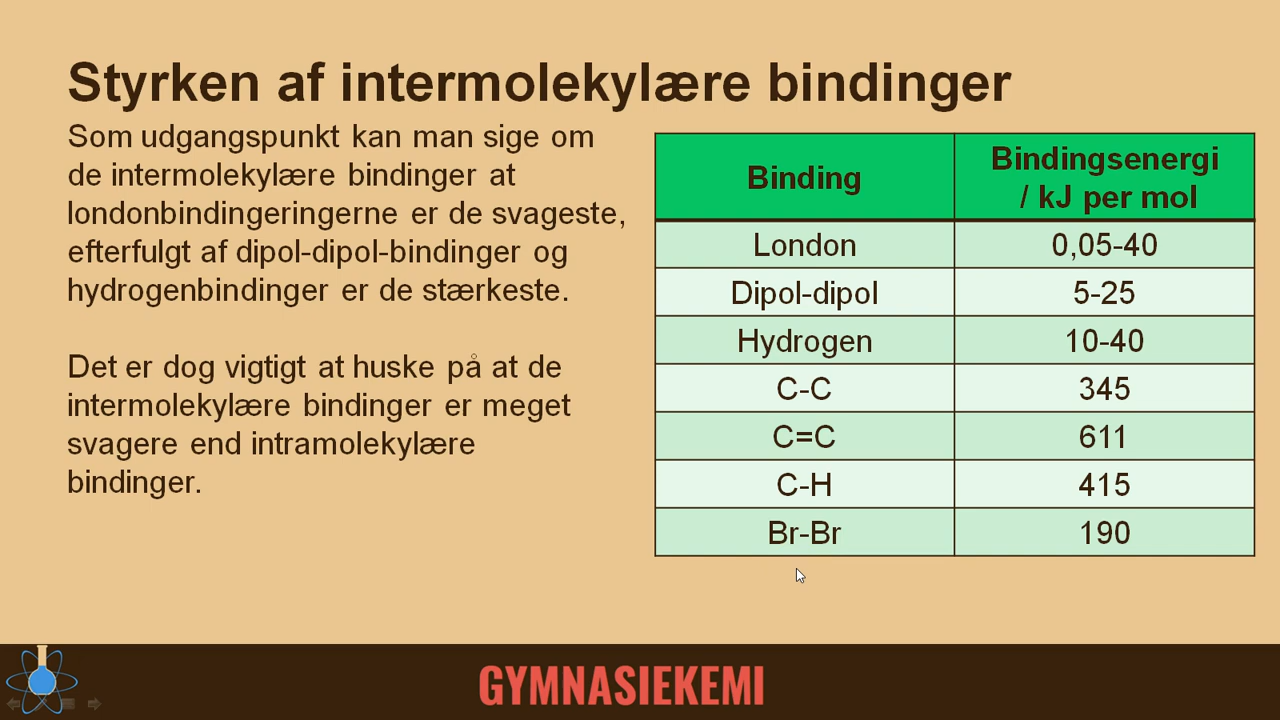 Styrken af intermolekylære bindinger
Som udgangspunkt kan man sige om
de intermolekylære bindinger at
londonbindingeringerne er de svageste,
efterfulgt af dipol-dipol-bindinger og
hydrogenbindinger er de stærkeste.
Det er dog vigtigt at huske på at de
intermolekylære bindinger er meget
svagere end intramolekylære
bindinger.
Binding
Bindingsenergi
/ kJ per mol
London 0,05-40
Dipol-dipol 5-25
Hydrogen 10-40
C-C 345
C=C 611
C-H 415
Br-Br 190
GYMNASIEKEMI